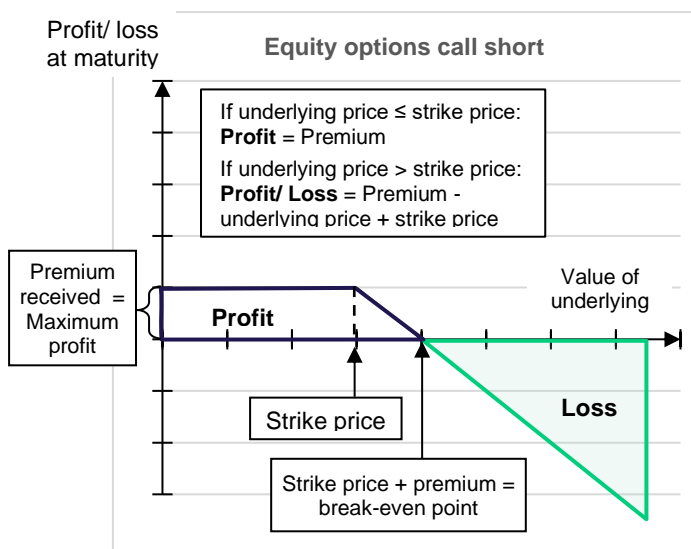 Profit/ loss
at maturity
Equity options call short
If underlying price ≤ strike price:
Profit = Premium
If underlying price > strike price:
Profit/ Loss = Premium -
underlying price + strike price
Premium
received =
Maximum
profit
Value of
underlying
Profit
Strike price
Loss
Strike price + premium =
break-even point